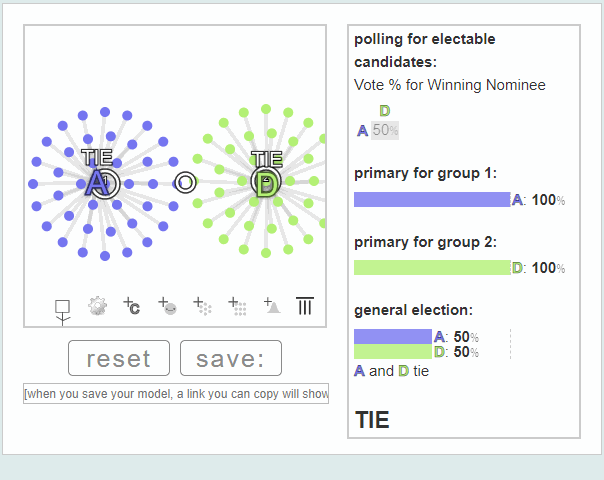 TIE
TIE
A
D
C
reset
save:
[when you save your model, a link you can copy will show
polling for electable
candidates:
Vote % for Winning Nominee
D
A 50%
primary for group 1:
A: 100%
primary for group 2:
D: 100%
general election:
A: 50%
D: 50%
A and D tie
TIE